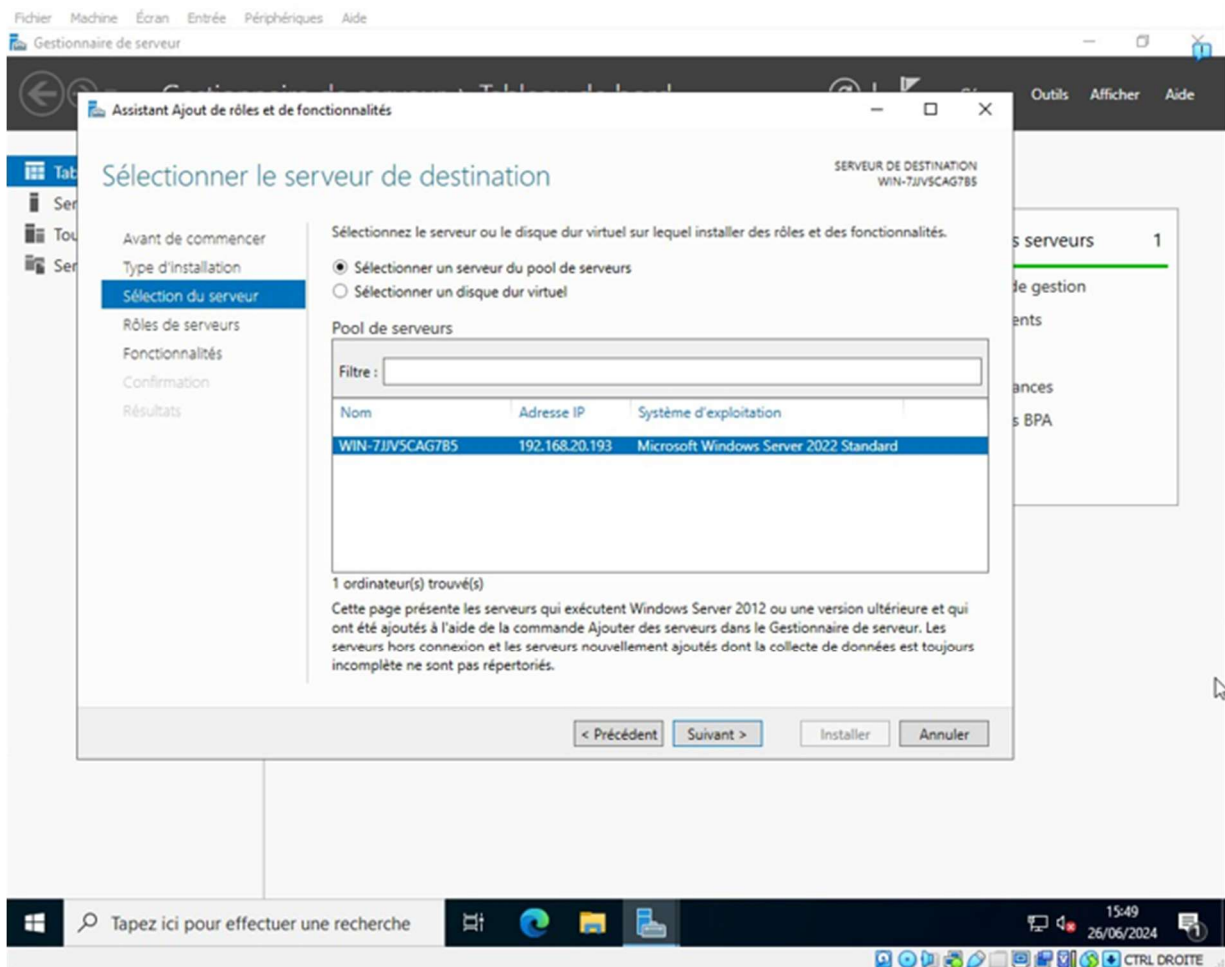 Fichier Machine Écran Entrée Périphériques Aide
Gestionnaire de serveur
Outils Afficher Aide
Assistant Ajout de rôles et de fonctionnalités
Sélectionner le serveur de destination
SERVEUR DE DESTINATION
WIN-7JJV5CAG7B5
Avant de commencer
Type d'installation
Sélection du serveur
Rôles de serveurs
Fonctionnalités
Confirmation
Résultats
Sélectionnez le serveur ou le disque dur virtuel sur lequel installer des rôles et des fonctionnalités.
Sélectionner un serveur du pool de serveurs
Sélectionner un disque dur virtuel
Pool de serveurs
Filtre :
Nom Adresse IP Système d'exploitation
WIN-7JJV5CAG7B5 192.168.20.193 Microsoft Windows Server 2022 Standard
1 ordinateur(s) trouvé(s)
Cette page présente les serveurs qui exécutent Windows Server 2012 ou une version ultérieure et qui
ont été ajoutés à l'aide de la commande Ajouter des serveurs dans le Gestionnaire de serveur. Les
serveurs hors connexion et les serveurs nouvellement ajoutés dont la collecte de données est toujours
incomplète ne sont pas répertoriés.
< Précédent Suivant > Installer Annuler
Tab
Ser
Tou
Ser
s serveurs 1
de gestion
ents
ances
s BPA
Tapez ici pour effectuer une recherche
15:49
26/06/2024
1
CTRL DROITE